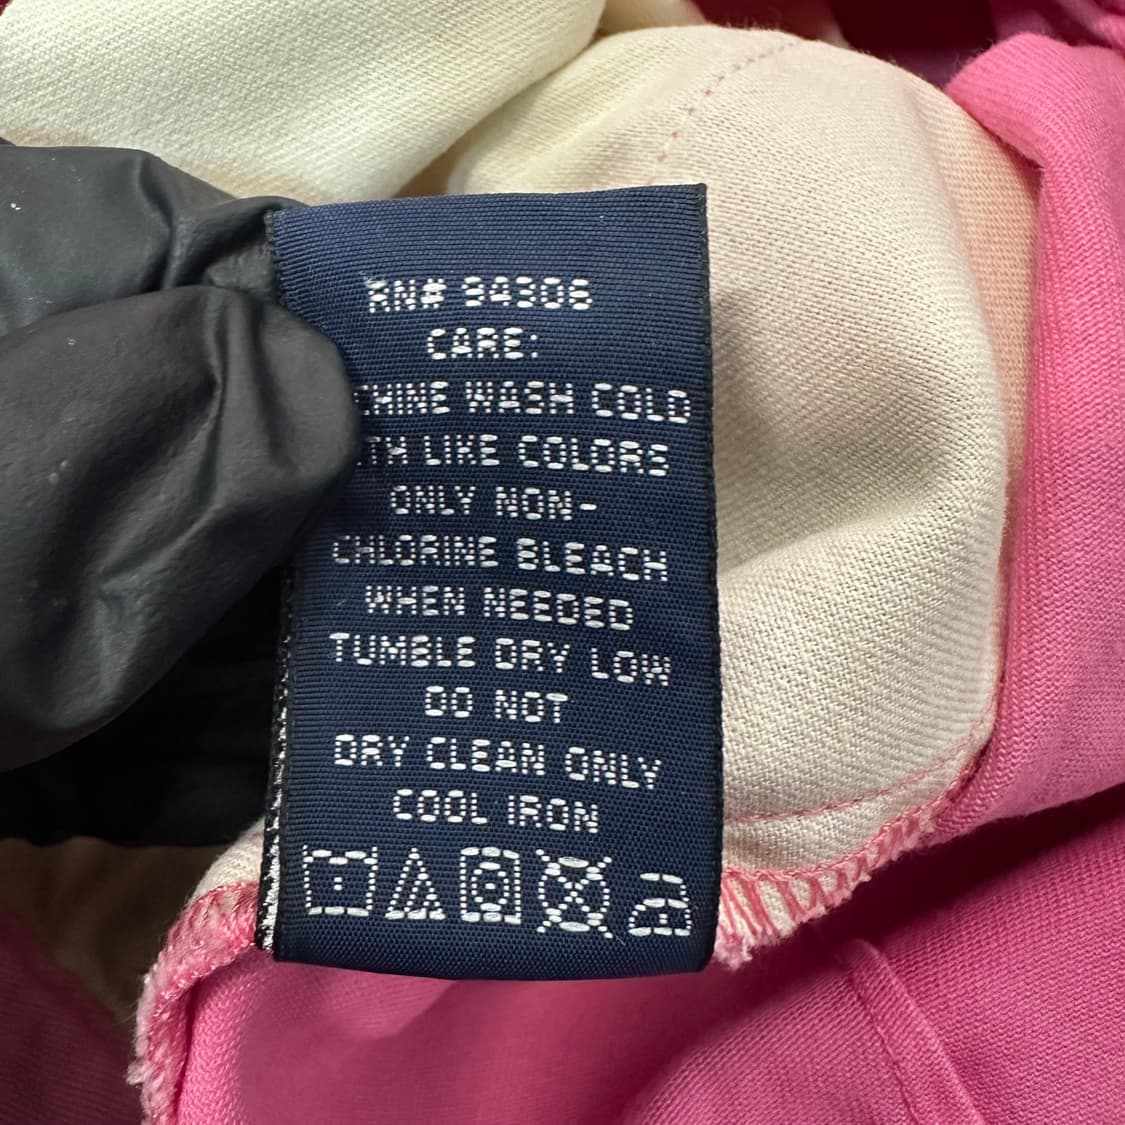 RN# 94306
CARE:
CHINE WASH COLD
TH LIKE COLORS
ONLY NON-
CHLORINE BLEACH
WHEN NEEDED
TUMBLE DRY LOW
DO NOT
DRY CLEAN ONLY
COOL IRON